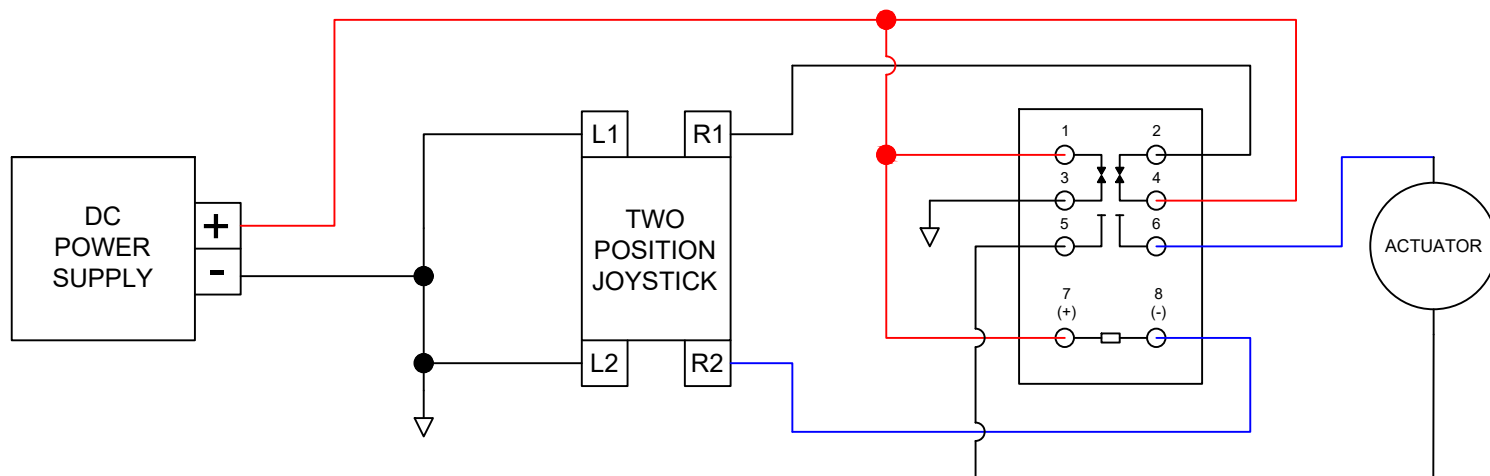 DC
POWER
SUPPLY
+
-
L1
R1
TWO
POSITION
JOYSTICK
L2
R2
1
2
3
4
5
6
7
(+)
8
(-)
ACTUATOR